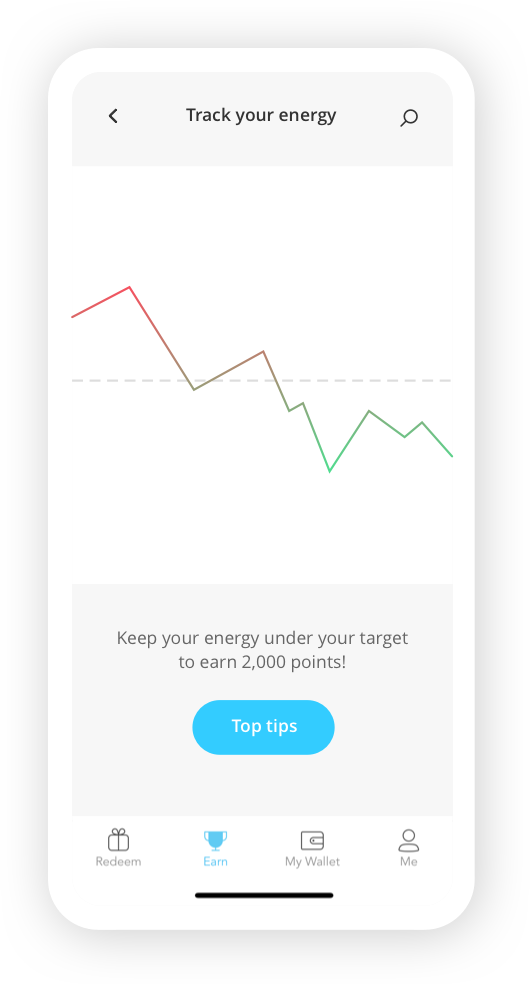 Track your energy
Keep your energy under your target
to earn 2,000 points!
Top tips
Redeem
Earn
My Wallet
Me